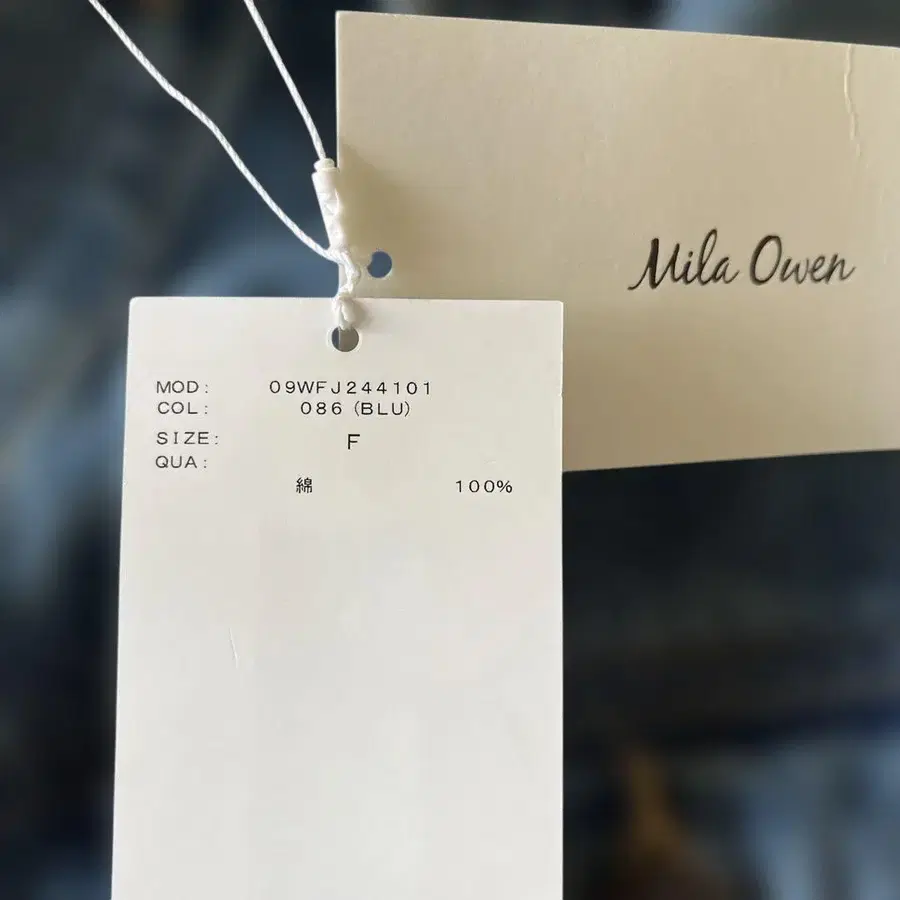 Mila Owen
MOD: 09WFJ244101
COL: 086 (BLU)
SIZE: F
QUA:
綿 100%